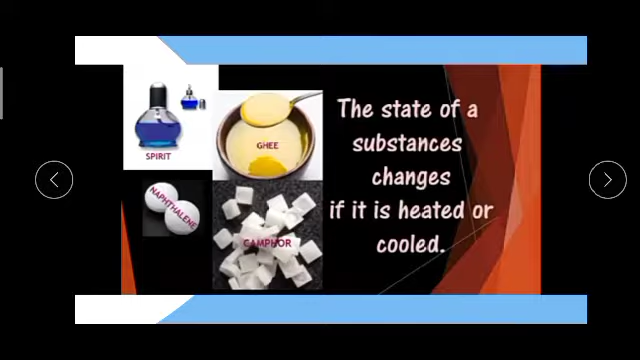 SPIRIT
GHEE
NAPHTHALENE
CAMPHOR
The state of a
substances
changes
if it is heated or
cooled.